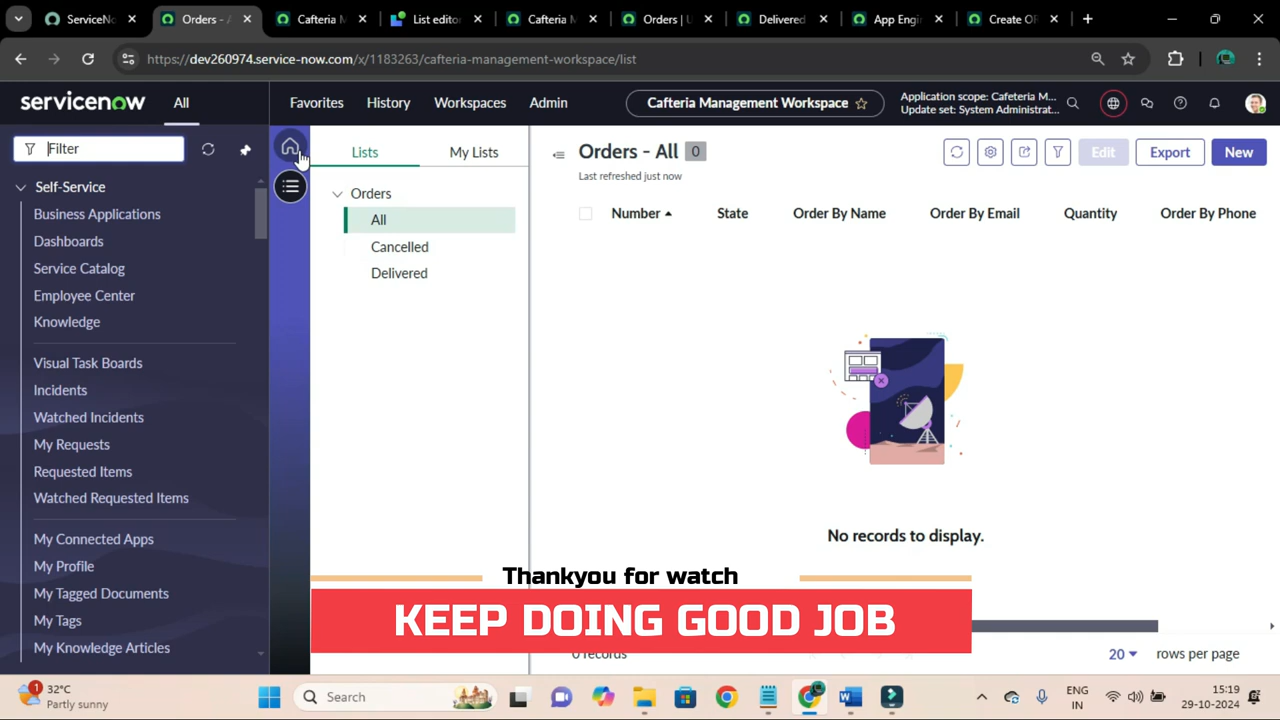 ServiceNo
Orders - A
Cafteria M
List editor
Cafteria M
Orders | U
Delivered
App Engin
Create OR
https://dev260974.service-now.com/x/1183263/cafteria-management-workspace/list
servicenow
All
Favorites
History
Workspaces
Admin
Cafteria Management Workspace
Application scope: Cafeteria M...
Update set: System Administrat...
Filter
Self-Service
Business Applications
Dashboards
Service Catalog
Employee Center
Knowledge
Visual Task Boards
Incidents
Watched Incidents
My Requests
Requested Items
Watched Requested Items
My Connected Apps
My Profile
My Tagged Documents
My Tags
My Knowledge Articles
Lists
My Lists
Orders
All
Cancelled
Delivered
Orders - All 0
Last refreshed just now
Edit
Export
New
Number
State
Order By Name
Order By Email
Quantity
Order By Phone
No records to display.
Thankyou for watch
KEEP DOING GOOD JOB
0 records
20
rows per page
1
32°C
Partly sunny
Search
ENG
IN
15:19
29-10-2024